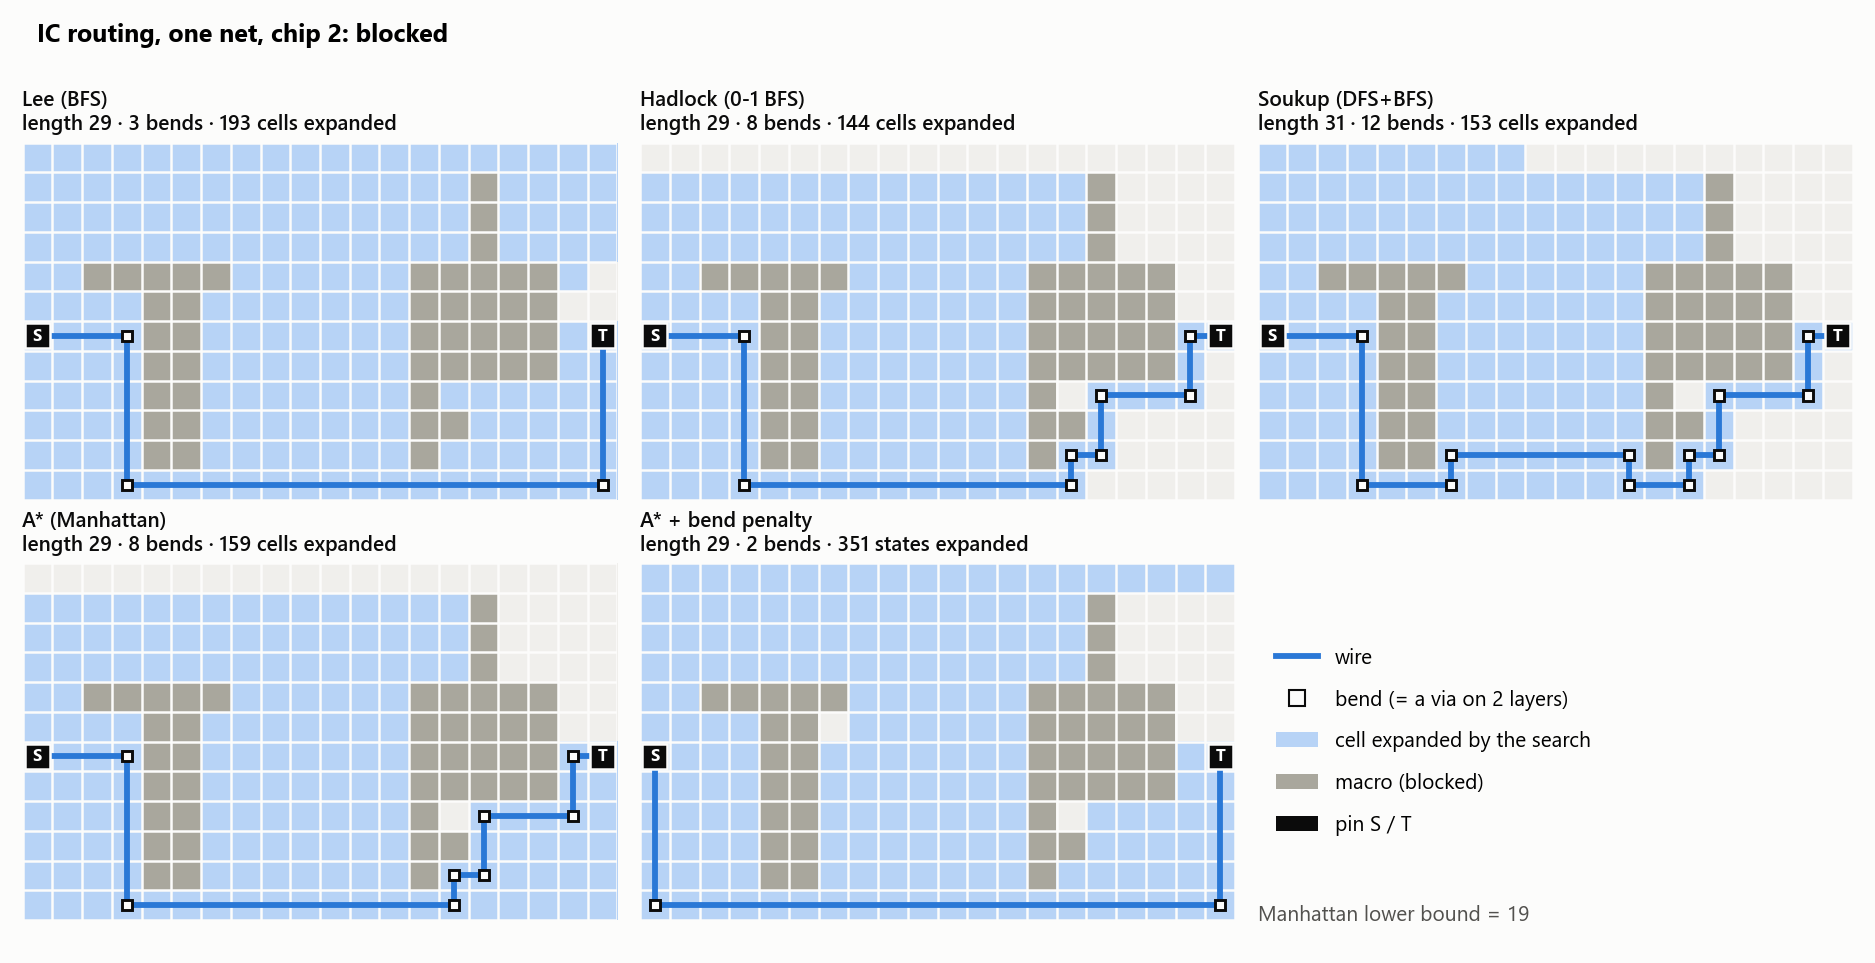 IC routing, one net, chip 2: blocked
Lee (BFS)
length 29 · 3 bends · 193 cells expanded
S
T
Hadlock (0-1 BFS)
length 29 · 8 bends · 144 cells expanded
S
T
Soukup (DFS+BFS)
length 31 · 12 bends · 153 cells expanded
S
T
A* (Manhattan)
length 29 · 8 bends · 159 cells expanded
S
T
A* + bend penalty
length 29 · 2 bends · 351 states expanded
S
T
wire
bend (= a via on 2 layers)
cell expanded by the search
macro (blocked)
pin S / T
Manhattan lower bound = 19